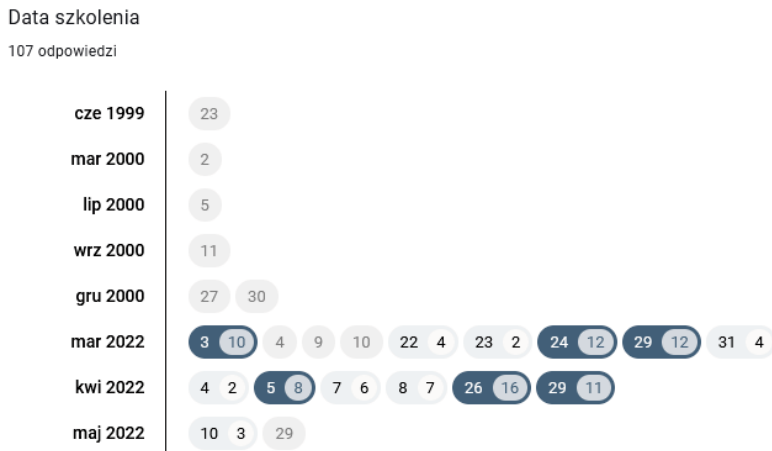 Data szkolenia
107 odpowiedzi
cze 1999 23
mar 2000 2
lip 2000 5
wrz 2000 11
gru 2000 27 30
mar 2022 3 10 4 9 10 22 4 23 2 24 12 29 12 31 4
kwi 2022 4 2 5 8 7 6 8 7 26 16 29 11
maj 2022 10 3 29